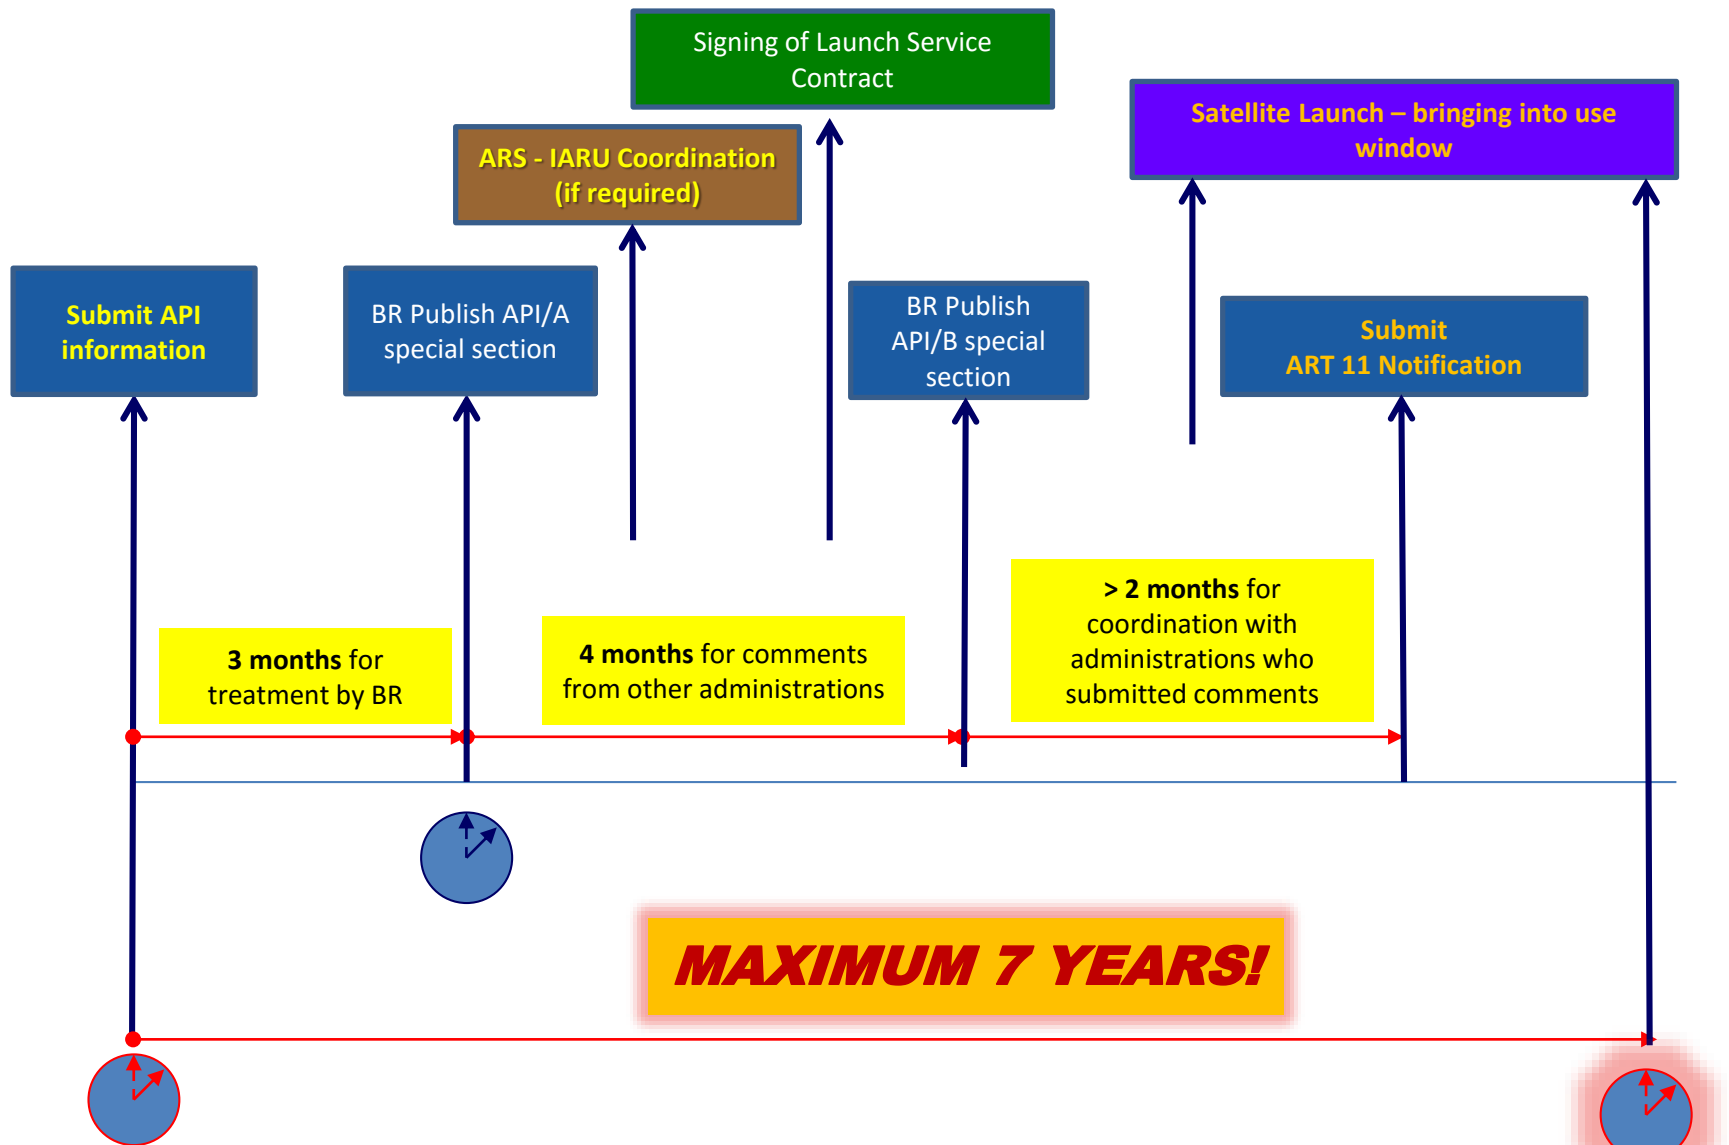 Signing of Launch Service
Contract
Satellite Launch – bringing into use
window
ARS - IARU Coordination
(if required)
Submit API
information
BR Publish API/A
special section
BR Publish
API/B special
section
Submit
ART 11 Notification
3 months for
treatment by BR
4 months for comments
from other administrations
> 2 months for
coordination with
administrations who
submitted comments
MAXIMUM 7 YEARS!